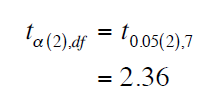 t_{α(2),df} = t_{0.05(2),7}
= 2.36